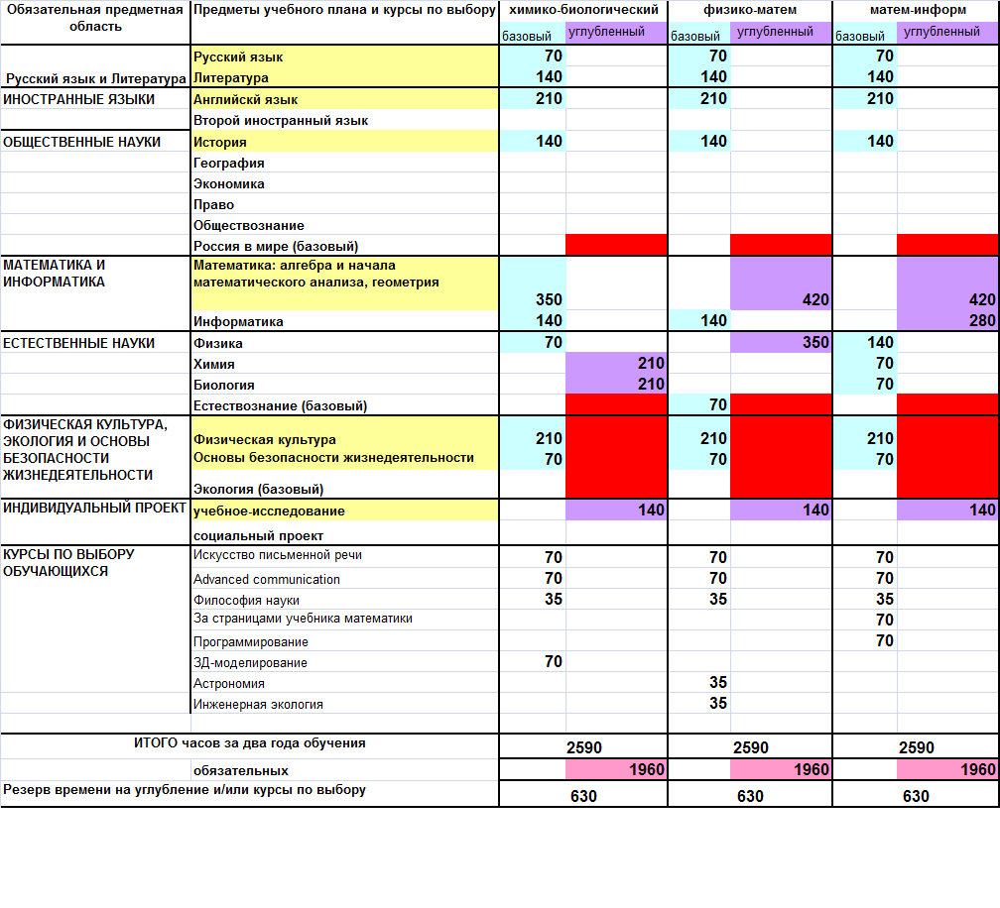 Обязательная предметная область Предметы учебного плана и курсы по выбору химико-биологический физико-матем матем-информ
базовый углубленный базовый углубленный базовый углубленный
Русский язык и Литература Русский язык 70 70 70
Литература 140 140 140
ИНОСТРАННЫЕ ЯЗЫКИ Английскй язык 210 210 210
Второй иностранный язык
ОБЩЕСТВЕННЫЕ НАУКИ История 140 140 140
География
Экономика
Право
Обществознание
Россия в мире (базовый)
МАТЕМАТИКА И ИНФОРМАТИКА Математика: алгебра и начала
математического анализа, геометрия
350 420 420
Информатика 140 140 280
ЕСТЕСТВЕННЫЕ НАУКИ Физика 70 350 140
Химия 210 70
Биология 210 70
Естествознание (базовый) 70
ФИЗИЧЕСКАЯ КУЛЬТУРА,
ЭКОЛОГИЯ И ОСНОВЫ
БЕЗОПАСНОСТИ
ЖИЗНЕДЕЯТЕЛЬНОСТИ
Физическая культура 210 210 210
Основы безопасности жизнедеятельности 70 70 70
Экология (базовый)
ИНДИВИДУАЛЬНЫЙ ПРОЕКТ учебное-исследование 140 140 140
социальный проект
КУРСЫ ПО ВЫБОРУ
ОБУЧАЮЩИХСЯ
Искусство письменной речи 70 70 70
Advanced communication 70 70 70
Философия науки 35 35 35
За страницами учебника математики 70
Программирование 70
3Д-моделирование 70
Астрономия 35
Инженерная экология 35
ИТОГО часов за два года обучения 2590 2590 2590
обязательных 1960 1960 1960
Резерв времени на углубление и/или курсы по выбору 630 630 630